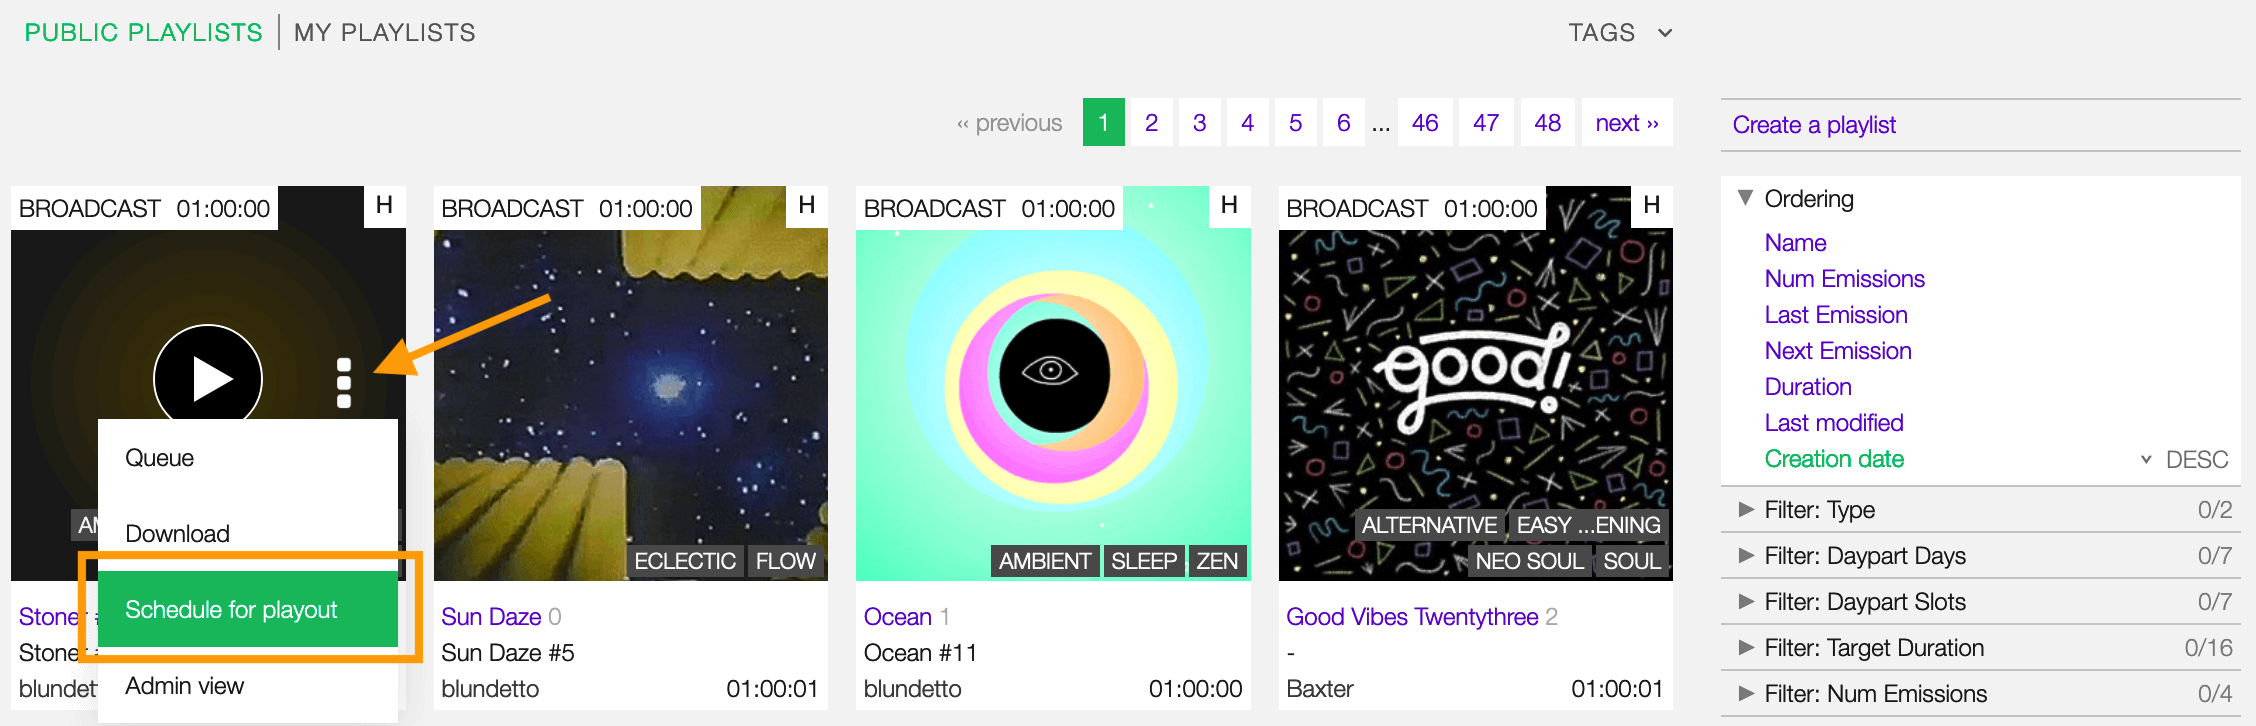 PUBLIC PLAYLISTS | MY PLAYLISTS
TAGS
‹‹ previous 1 2 3 4 5 6 ... 46 47 48 next ››
BROADCAST 01:00:00 H
Queue
Download
Schedule for playout
Admin view
Stoner
Stoner
BROADCAST 01:00:00 H
ECLECTIC FLOW
Sun Daze 0
Sun Daze #5
blundetto 01:00:01
BROADCAST 01:00:00 H
AMBIENT SLEEP ZEN
Ocean 1
Ocean #11
blundetto 01:00:00
BROADCAST 01:00:00 H
good!
ALTERNATIVE EASY ...ENING
NEO SOUL SOUL
Good Vibes Twentythree 2
-
Baxter 01:00:01
Create a playlist
Ordering
Name
Num Emissions
Last Emission
Next Emission
Duration
Last modified
Creation date DESC
Filter: Type 0/2
Filter: Daypart Days 0/7
Filter: Daypart Slots 0/7
Filter: Target Duration 0/16
Filter: Num Emissions 0/4